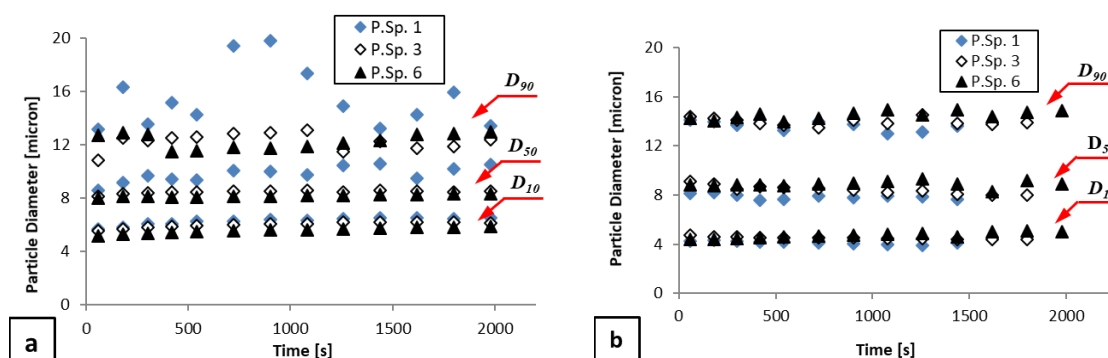 20
16
12
8
4
0
Particle Diameter [micron]
P.Sp. 1
P.Sp. 3
P.Sp. 6
D90
D50
D10
0
500
1000
1500
2000
Time [s]
a
20
16
12
8
4
0
Particle Diameter [micron]
P.Sp. 1
P.Sp. 3
P.Sp. 6
D90
D5
D1
0
500
1000
1500
2000
Time [s]
b